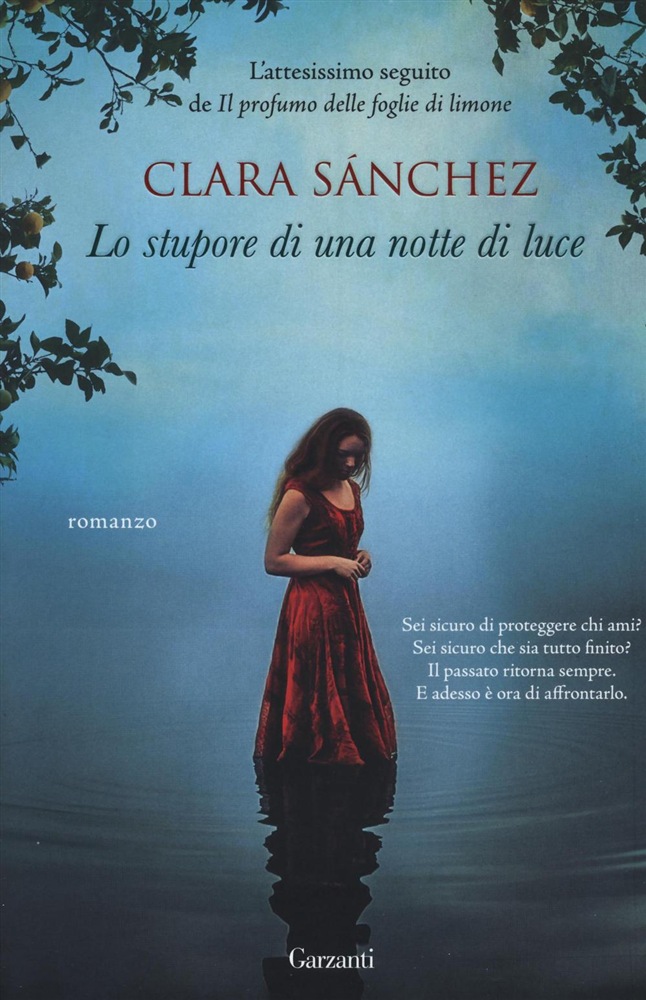 L'attesissimo seguito
de Il profumo delle foglie di limone
CLARA SÁNCHEZ
Lo stupore di una notte di luce
romanzo
Sei sicuro di proteggere chi ami?
Sei sicuro che sia tutto finito?
Il passato ritorna sempre.
E adesso è ora di affrontarlo.
Garzanti